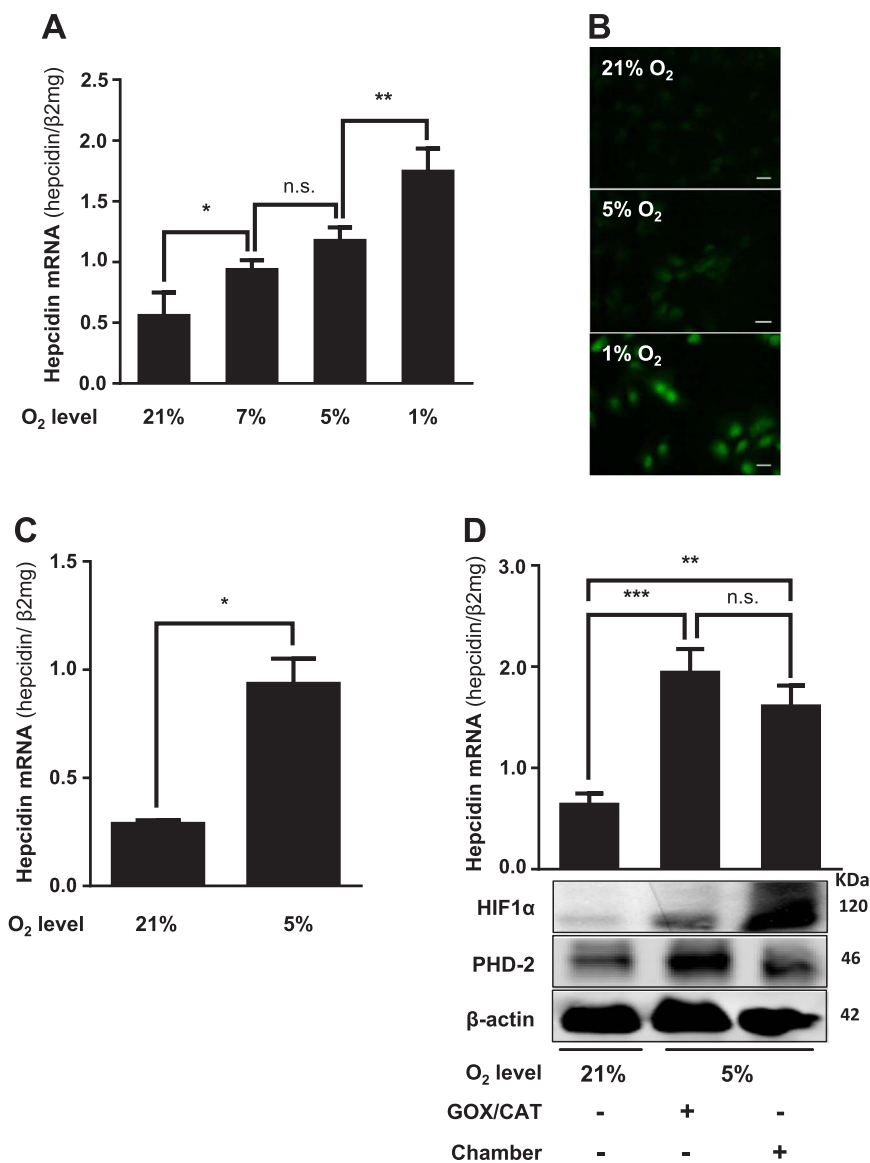 A
Hepcidin mRNA (hepcidin/β2mg)
2.5
2.0
1.5
1.0
0.5
0.0
*
n.s.
**
O₂ level 21% 7% 5% 1%
B
21% O₂
5% O₂
1% O₂
C
Hepcidin mRNA (hepcidin/ β2mg)
1.5
1.0
0.5
0.0
*
O₂ level 21% 5%
D
Hepcidin mRNA (hepcidin/β2mg)
3.0
2.0
1.0
0.0
**
*** n.s.
KDa
HIF1α 120
PHD-2 46
β-actin 42
O₂ level 21% 5%
GOX/CAT - + -
Chamber - - +